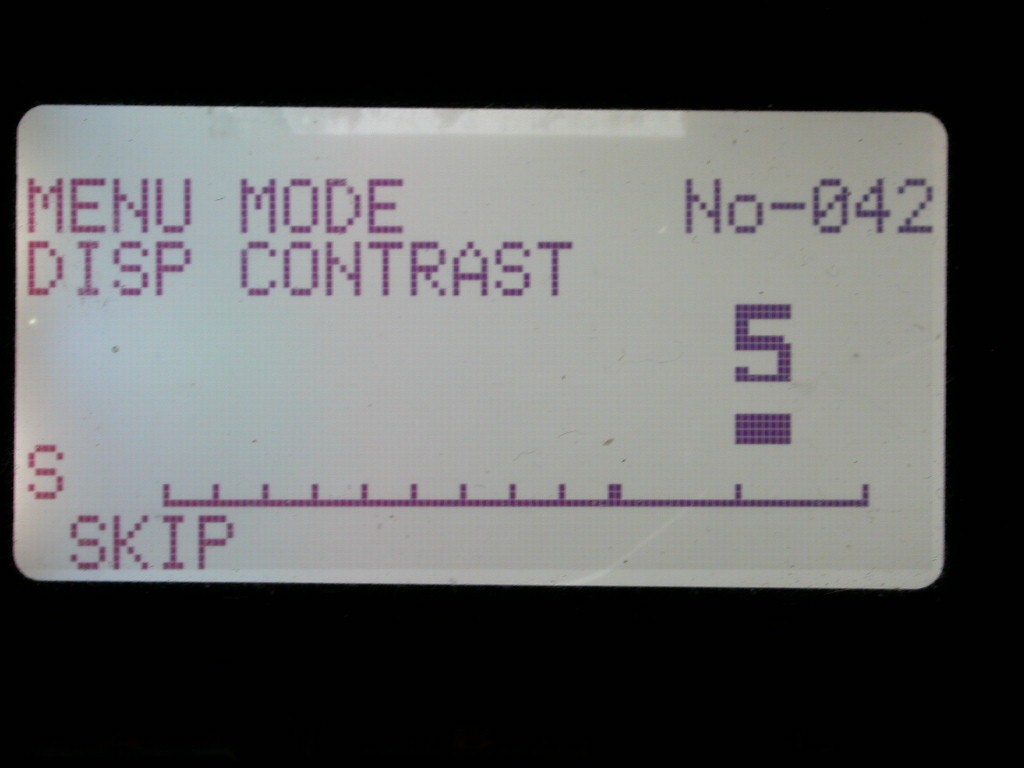 MENU MODE No-042
DISP CONTRAST
5
S
SKIP